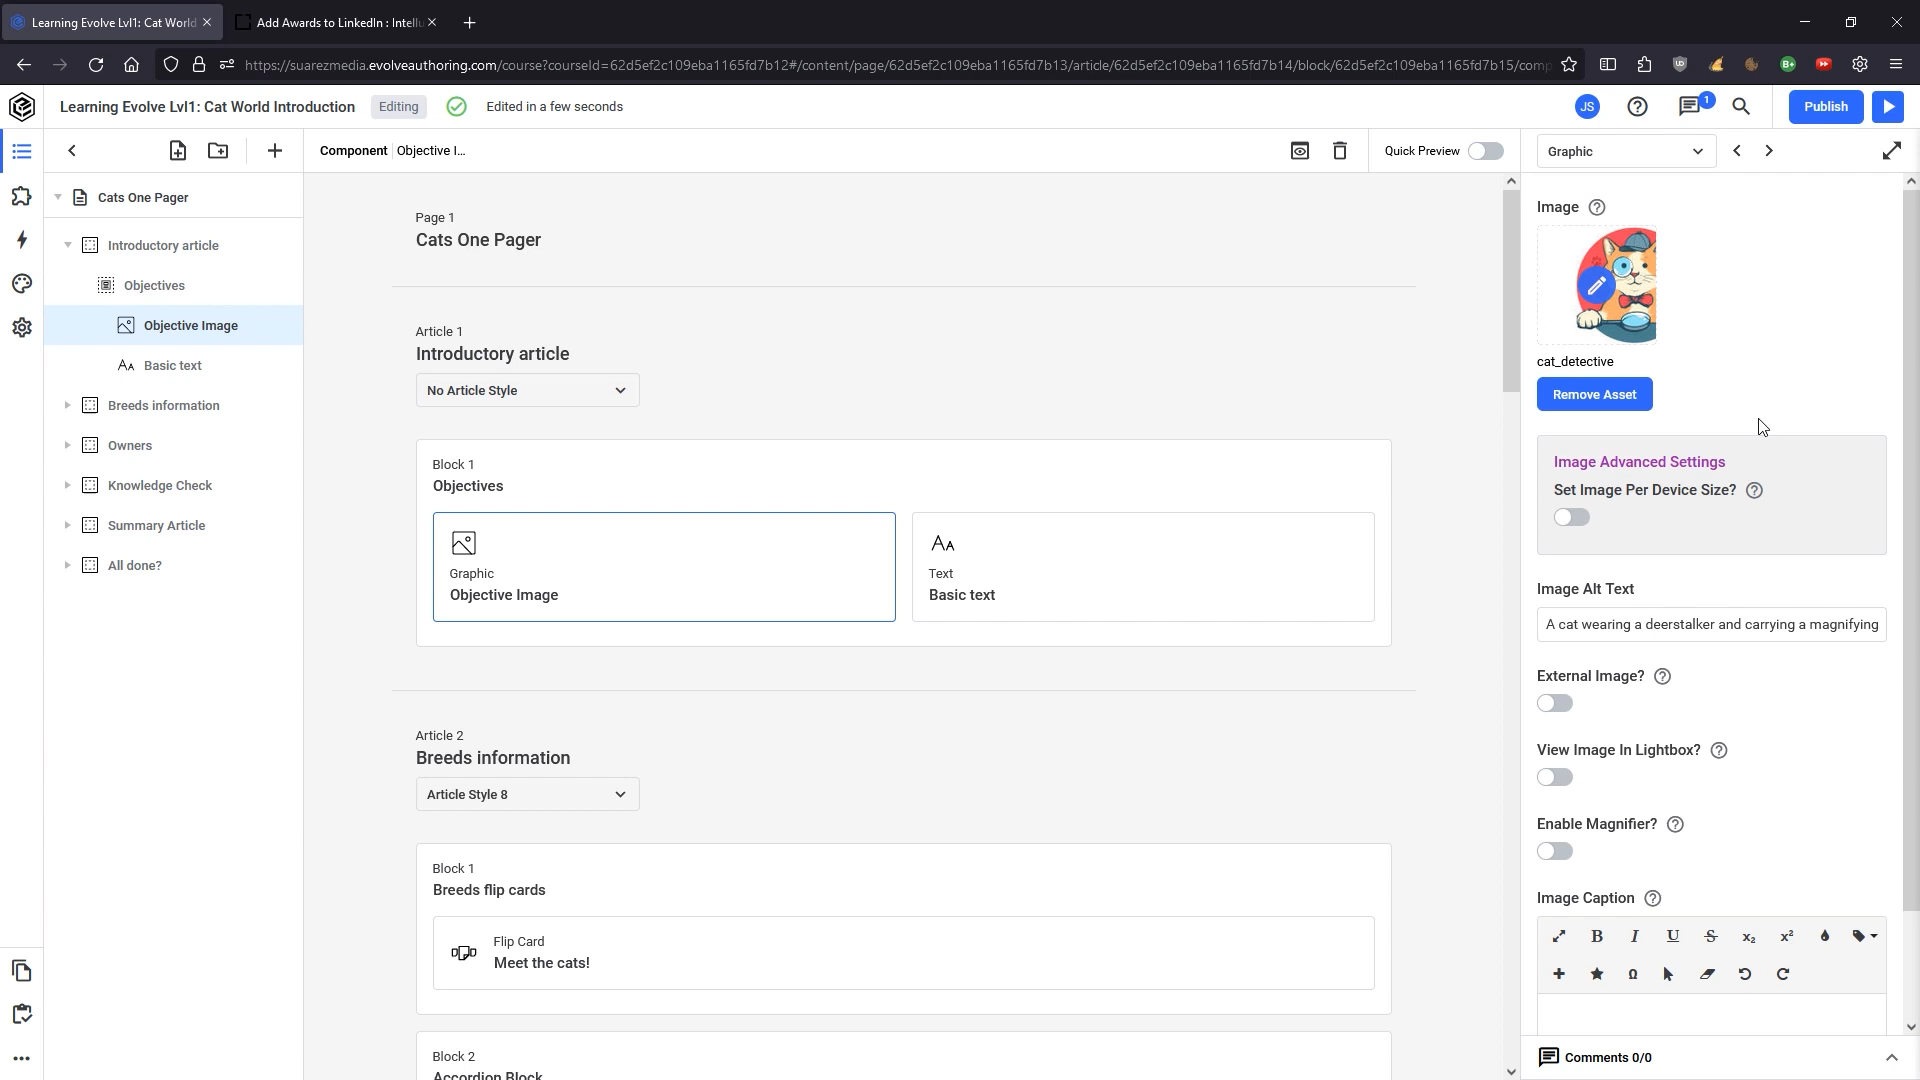 Learning Evolve Lvl1: Cat World
Add Awards to LinkedIn : Intellu
https://suarezmedia.evolveauthoring.com/course?courseId=62d5ef2c109eba1165fd7b12#/content/page/62d5ef2c109eba1165fd7b13/article/62d5ef2c109eba1165fd7b14/block/62d5ef2c109eba1165fd7b15/comp
Learning Evolve Lvl1: Cat World Introduction
Editing
Edited in a few seconds
JS
1
Publish
Component
Objective I...
Quick Preview
Graphic
Cats One Pager
Introductory article
Objectives
Objective Image
Basic text
Breeds information
Owners
Knowledge Check
Summary Article
All done?
Page 1
Cats One Pager
Article 1
Introductory article
No Article Style
Block 1
Objectives
Graphic
Objective Image
Text
Basic text
Article 2
Breeds information
Article Style 8
Block 1
Breeds flip cards
Flip Card
Meet the cats!
Block 2
Accordion Block
Image
cat_detective
Remove Asset
Image Advanced Settings
Set Image Per Device Size?
Image Alt Text
A cat wearing a deerstalker and carrying a magnifying
External Image?
View Image In Lightbox?
Enable Magnifier?
Image Caption
Comments 0/0